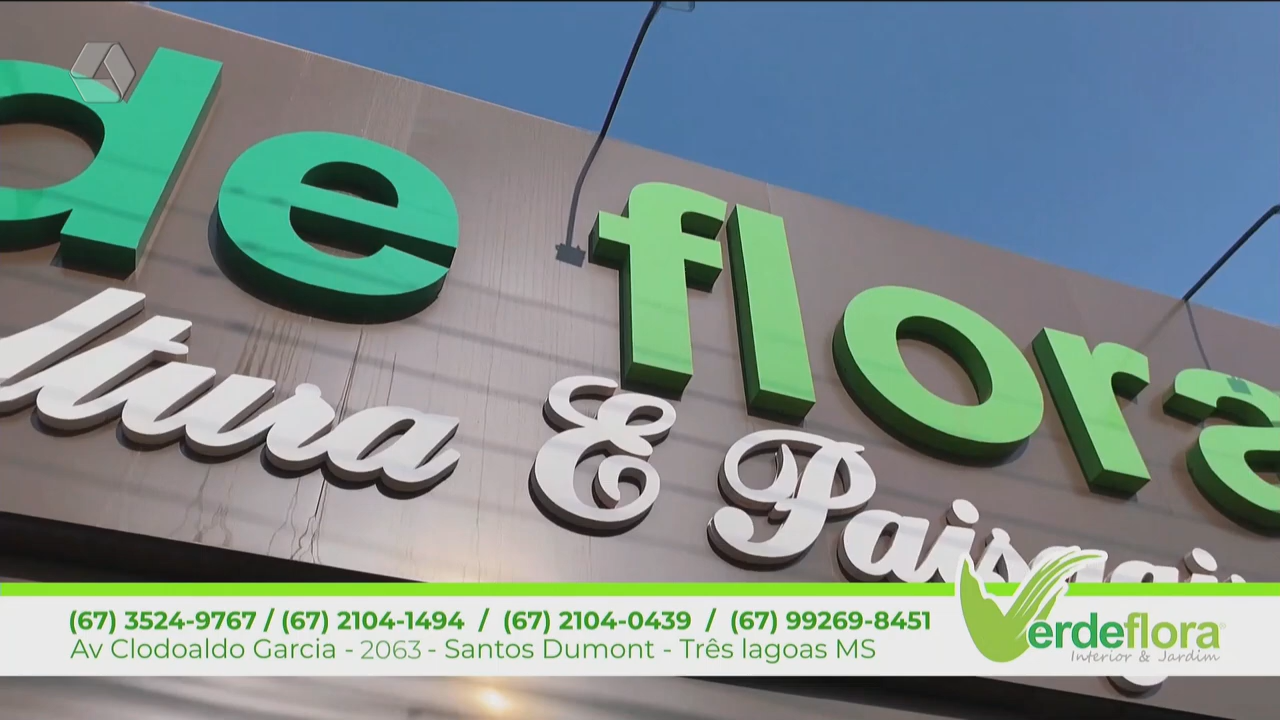 de flora
ltura E Paisagi
(67) 3524-9767 / (67) 2104-1494 / (67) 2104-0439 / (67) 99269-8451
Av Clodoaldo Garcia - 2063 - Santos Dumont - Três lagoas MS
Verdeflora
Interior & Jardim